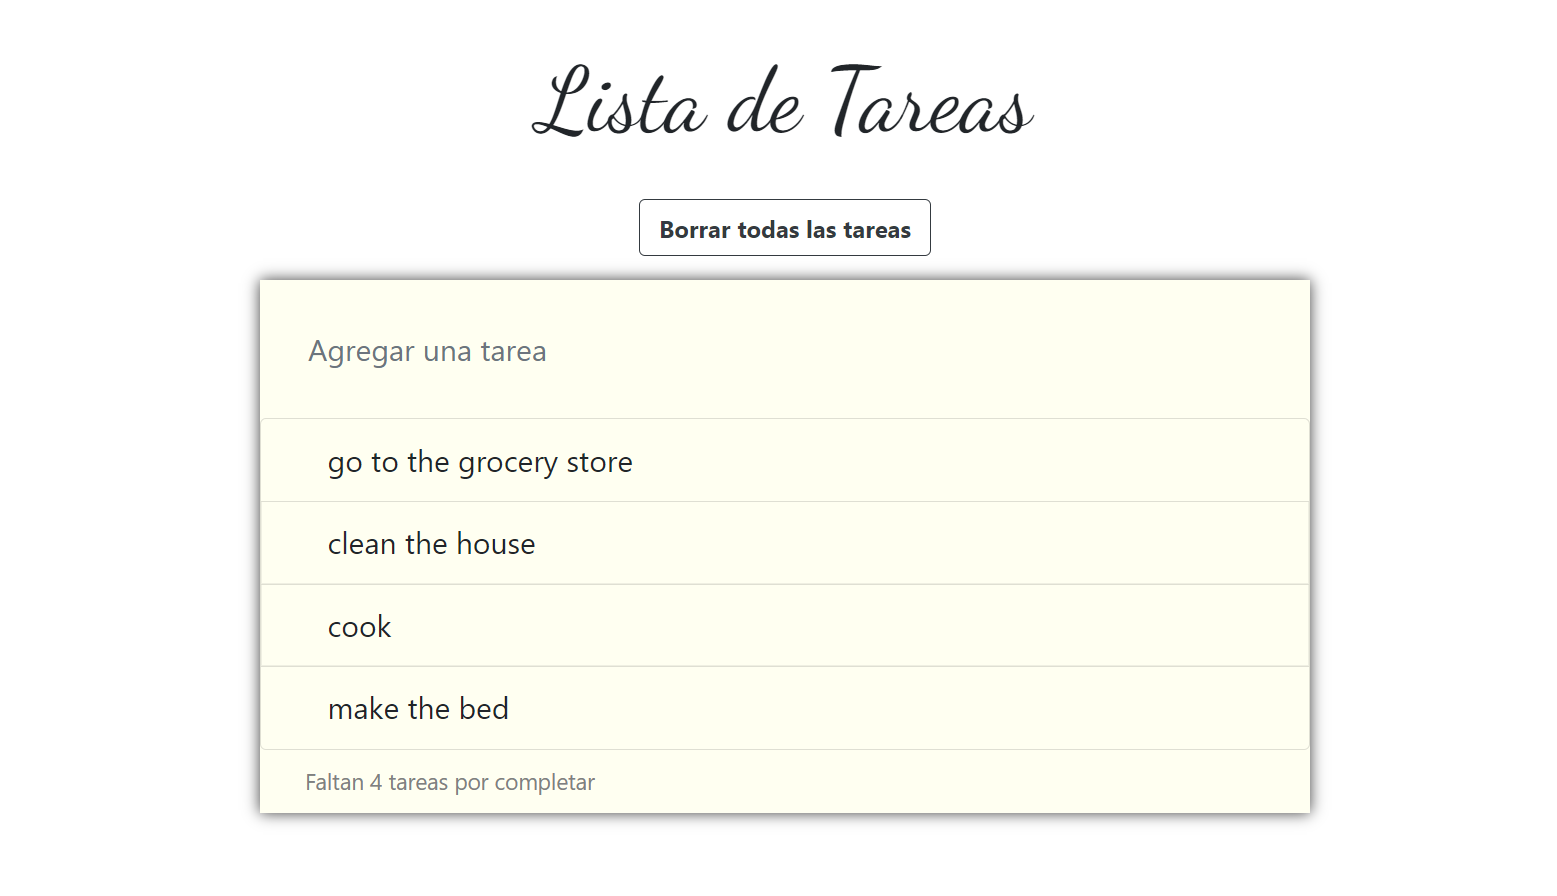 Lista de Tareas
Borrar todas las tareas
Agregar una tarea
go to the grocery store
clean the house
cook
make the bed
Faltan 4 tareas por completar